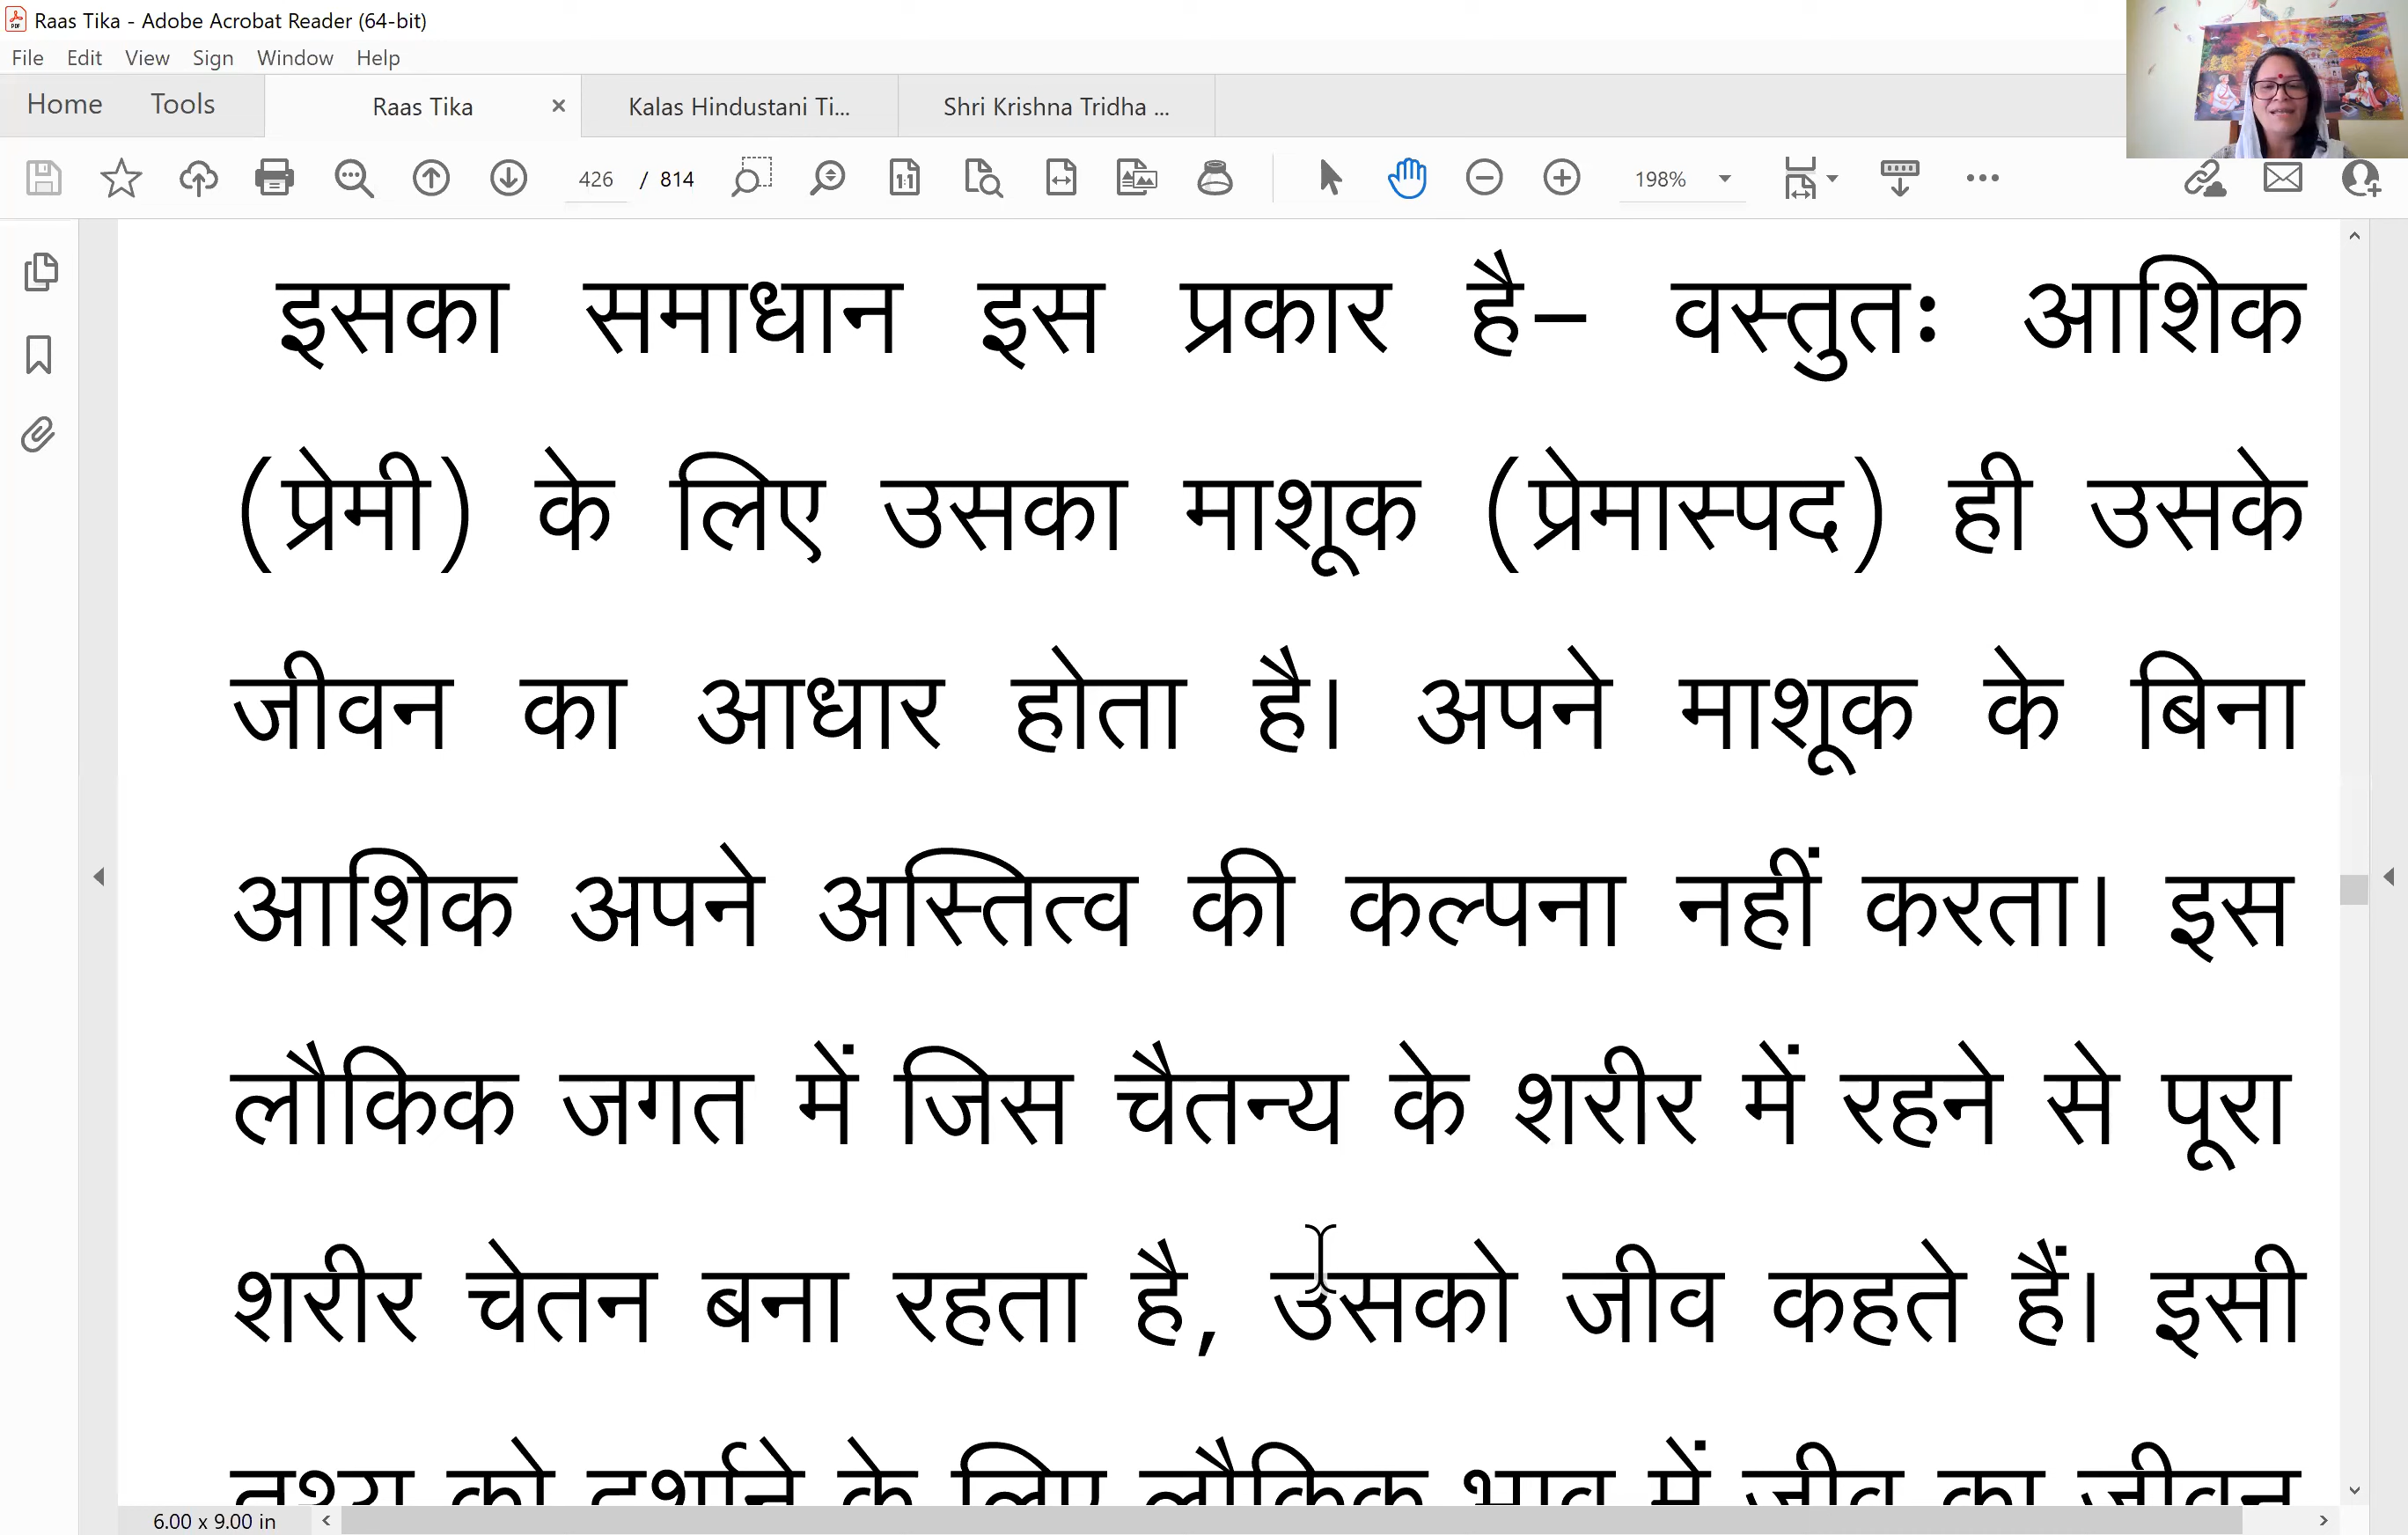 Raas Tika - Adobe Acrobat Reader (64-bit)
File Edit View Sign Window Help
Home Tools Raas Tika Kalas Hindustani Ti... Shri Krishna Tridha ...
426 / 814 198%
इसका समाधान इस प्रकार है- वस्तुतः आशिक
(प्रेमी) के लिए उसका माशूक (प्रेमास्पद) ही उसके
जीवन का आधार होता है। अपने माशूक के बिना
आशिक अपने अस्तित्व की कल्पना नहीं करता। इस
लौकिक जगत में जिस चैतन्य के शरीर में रहने से पूरा
शरीर चेतन बना रहता है, उसको जीव कहते हैं। इसी
तथ्य को दर्शाने के लिए लौकिक भाव में जीव का जीवन
6.00 x 9.00 in